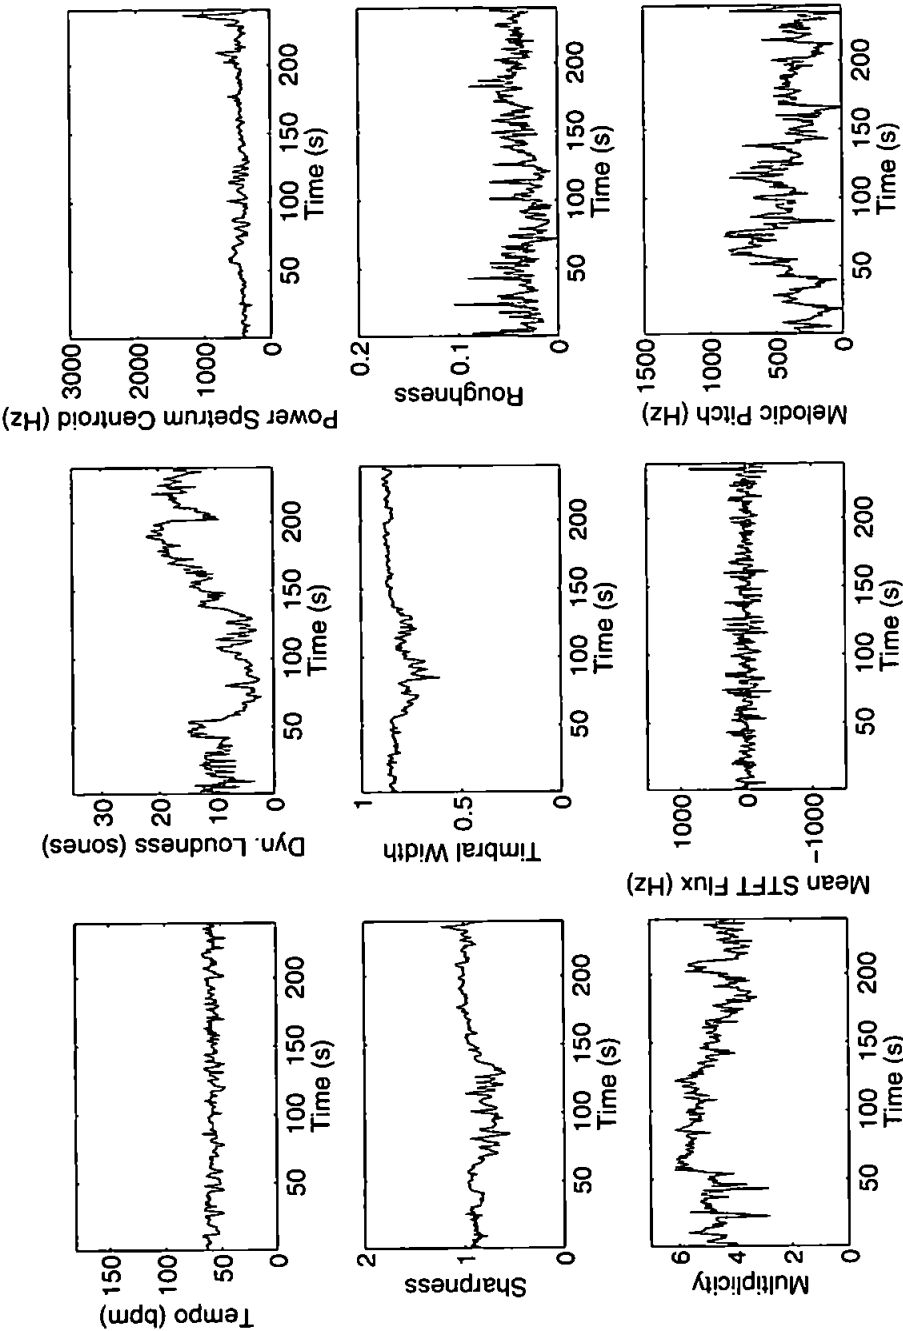 Tempo (bpm)
150
100
50
0
50 100 150 200
Time (s)
Dyn. Loudness (sones)
30
20
10
0
50 100 150 200
Time (s)
Power Spetrum Centroid (Hz)
3000
2000
1000
0
50 100 150 200
Time (s)
Sharpness
2
1
0
50 100 150 200
Time (s)
Timbral Width
1
0.5
0
50 100 150 200
Time (s)
Roughness
0.2
0.1
0
50 100 150 200
Time (s)
Multiplicity
6
4
2
0
50 100 150 200
Time (s)
Mean STFT Flux (Hz)
1000
0
-1000
50 100 150 200
Time (s)
Melodic Pitch (Hz)
1500
1000
500
0
50 100 150 200
Time (s)